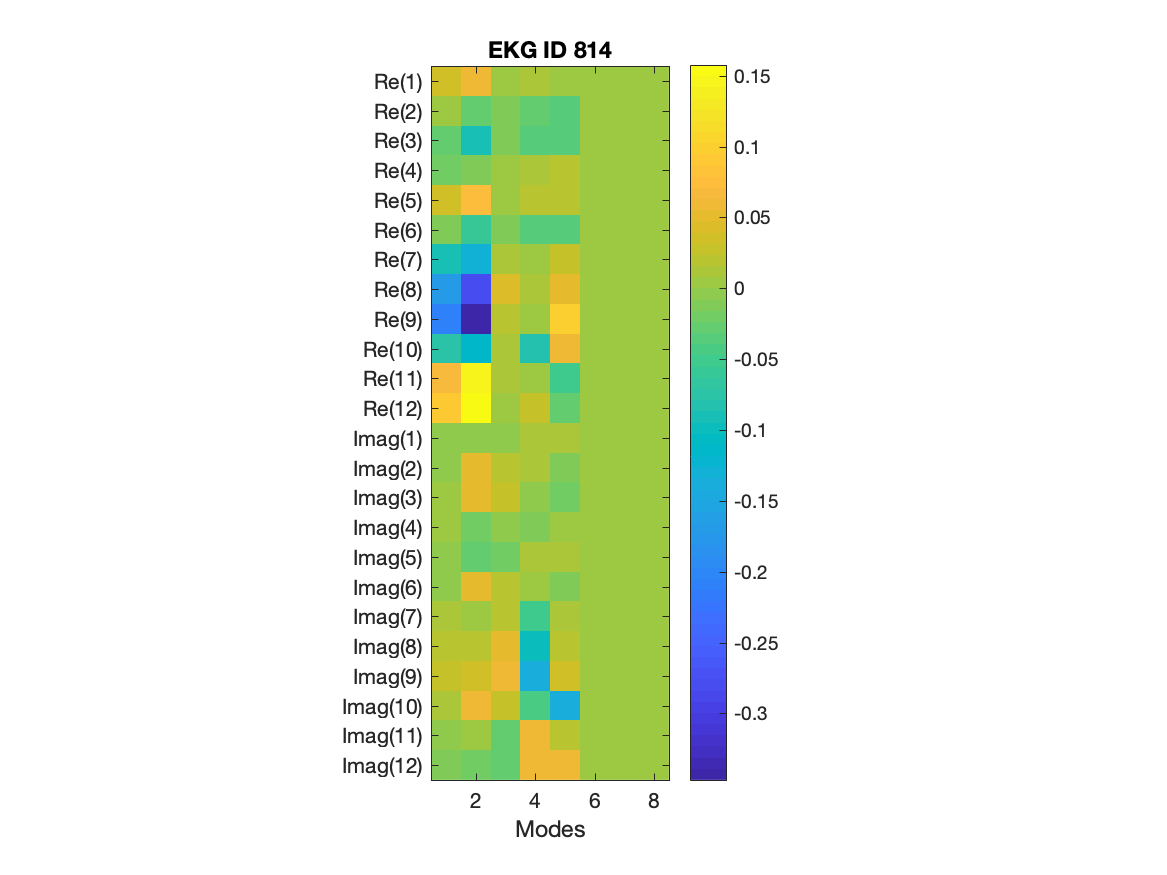 EKG ID 814
Re(1)
Re(2)
Re(3)
Re(4)
Re(5)
Re(6)
Re(7)
Re(8)
Re(9)
Re(10)
Re(11)
Re(12)
Imag(1)
Imag(2)
Imag(3)
Imag(4)
Imag(5)
Imag(6)
Imag(7)
Imag(8)
Imag(9)
Imag(10)
Imag(11)
Imag(12)
2 4 6 8
Modes
0.15
0.1
0.05
0
-0.05
-0.1
-0.15
-0.2
-0.25
-0.3